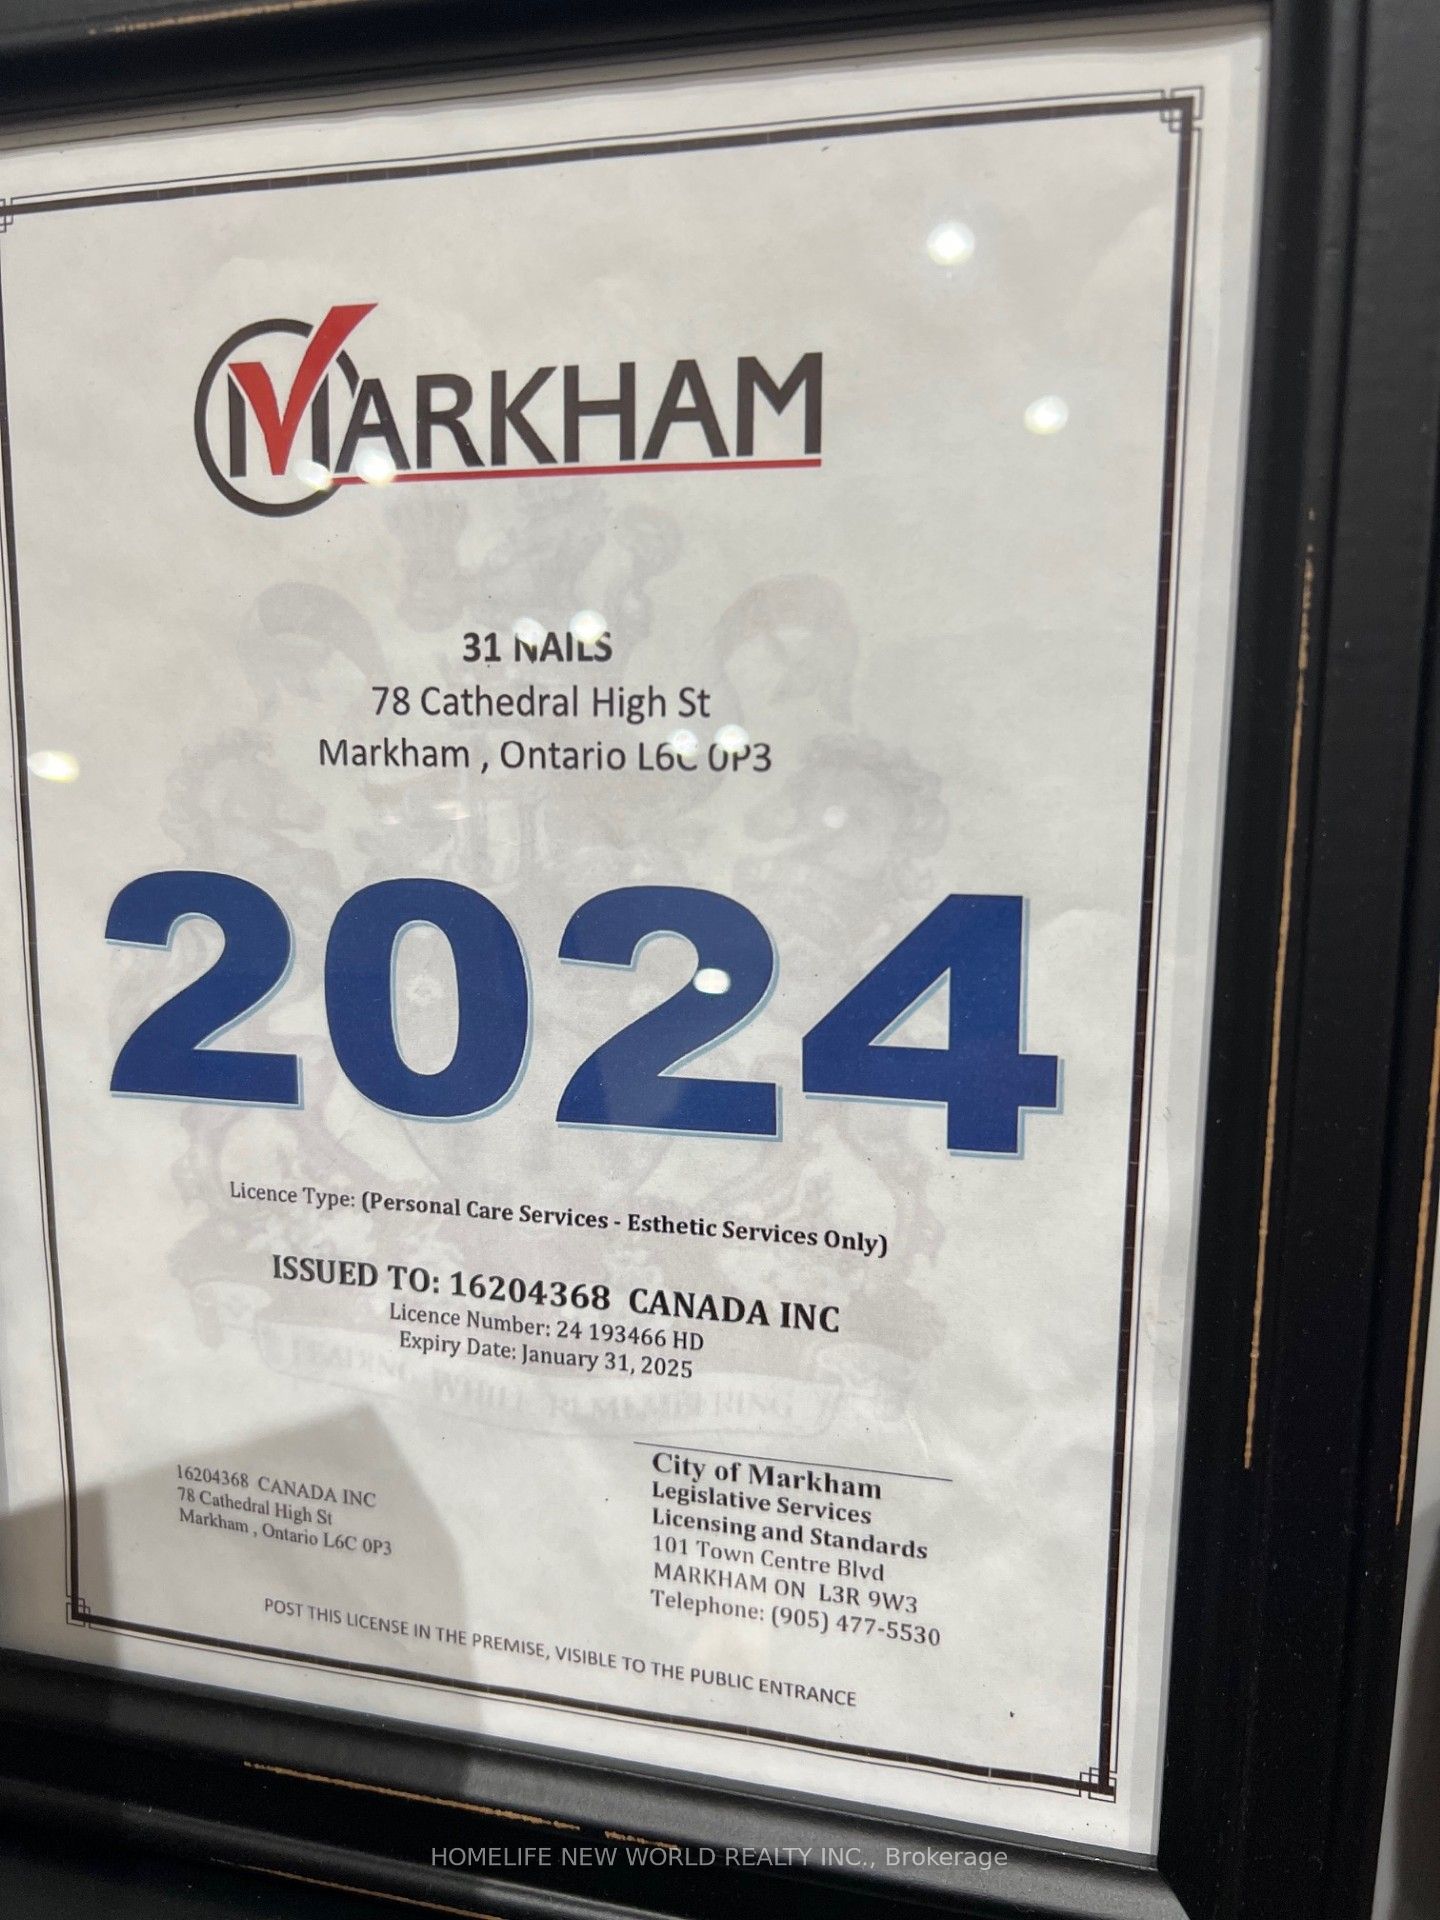 MARKHAM
31 NAILS
78 Cathedral High St
Markham , Ontario L6C 0P3
2024
Licence Type: (Personal Care Services - Esthetic Services Only)
ISSUED TO: 16204368 CANADA INC
Licence Number: 24 193466 HD
Expiry Date: January 31, 2025
LEADING WHILE REMEMBERING
16204368 CANADA INC
78 Cathedral High St
Markham , Ontario L6C 0P3
City of Markham
Legislative Services
Licensing and Standards
101 Town Centre Blvd
MARKHAM ON L3R 9W3
Telephone: (905) 477-5530
POST THIS LICENSE IN THE PREMISE, VISIBLE TO THE PUBLIC ENTRANCE
HOMELIFE NEW WORLD REALTY INC., Brokerage